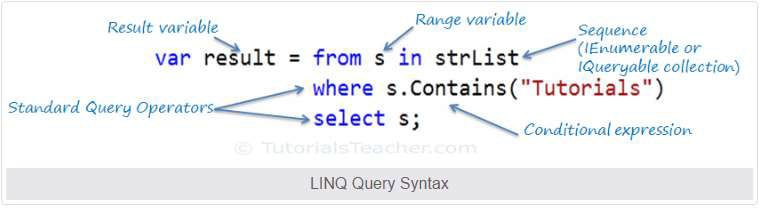 Result variable
Range variable
Sequence
(IEnumerable or
IQueryable collection)
var result = from s in strList
where s.Contains("Tutorials")
Standard Query Operators
select s;
Conditional expression
© TutorialsTeacher.com
LINQ Query Syntax